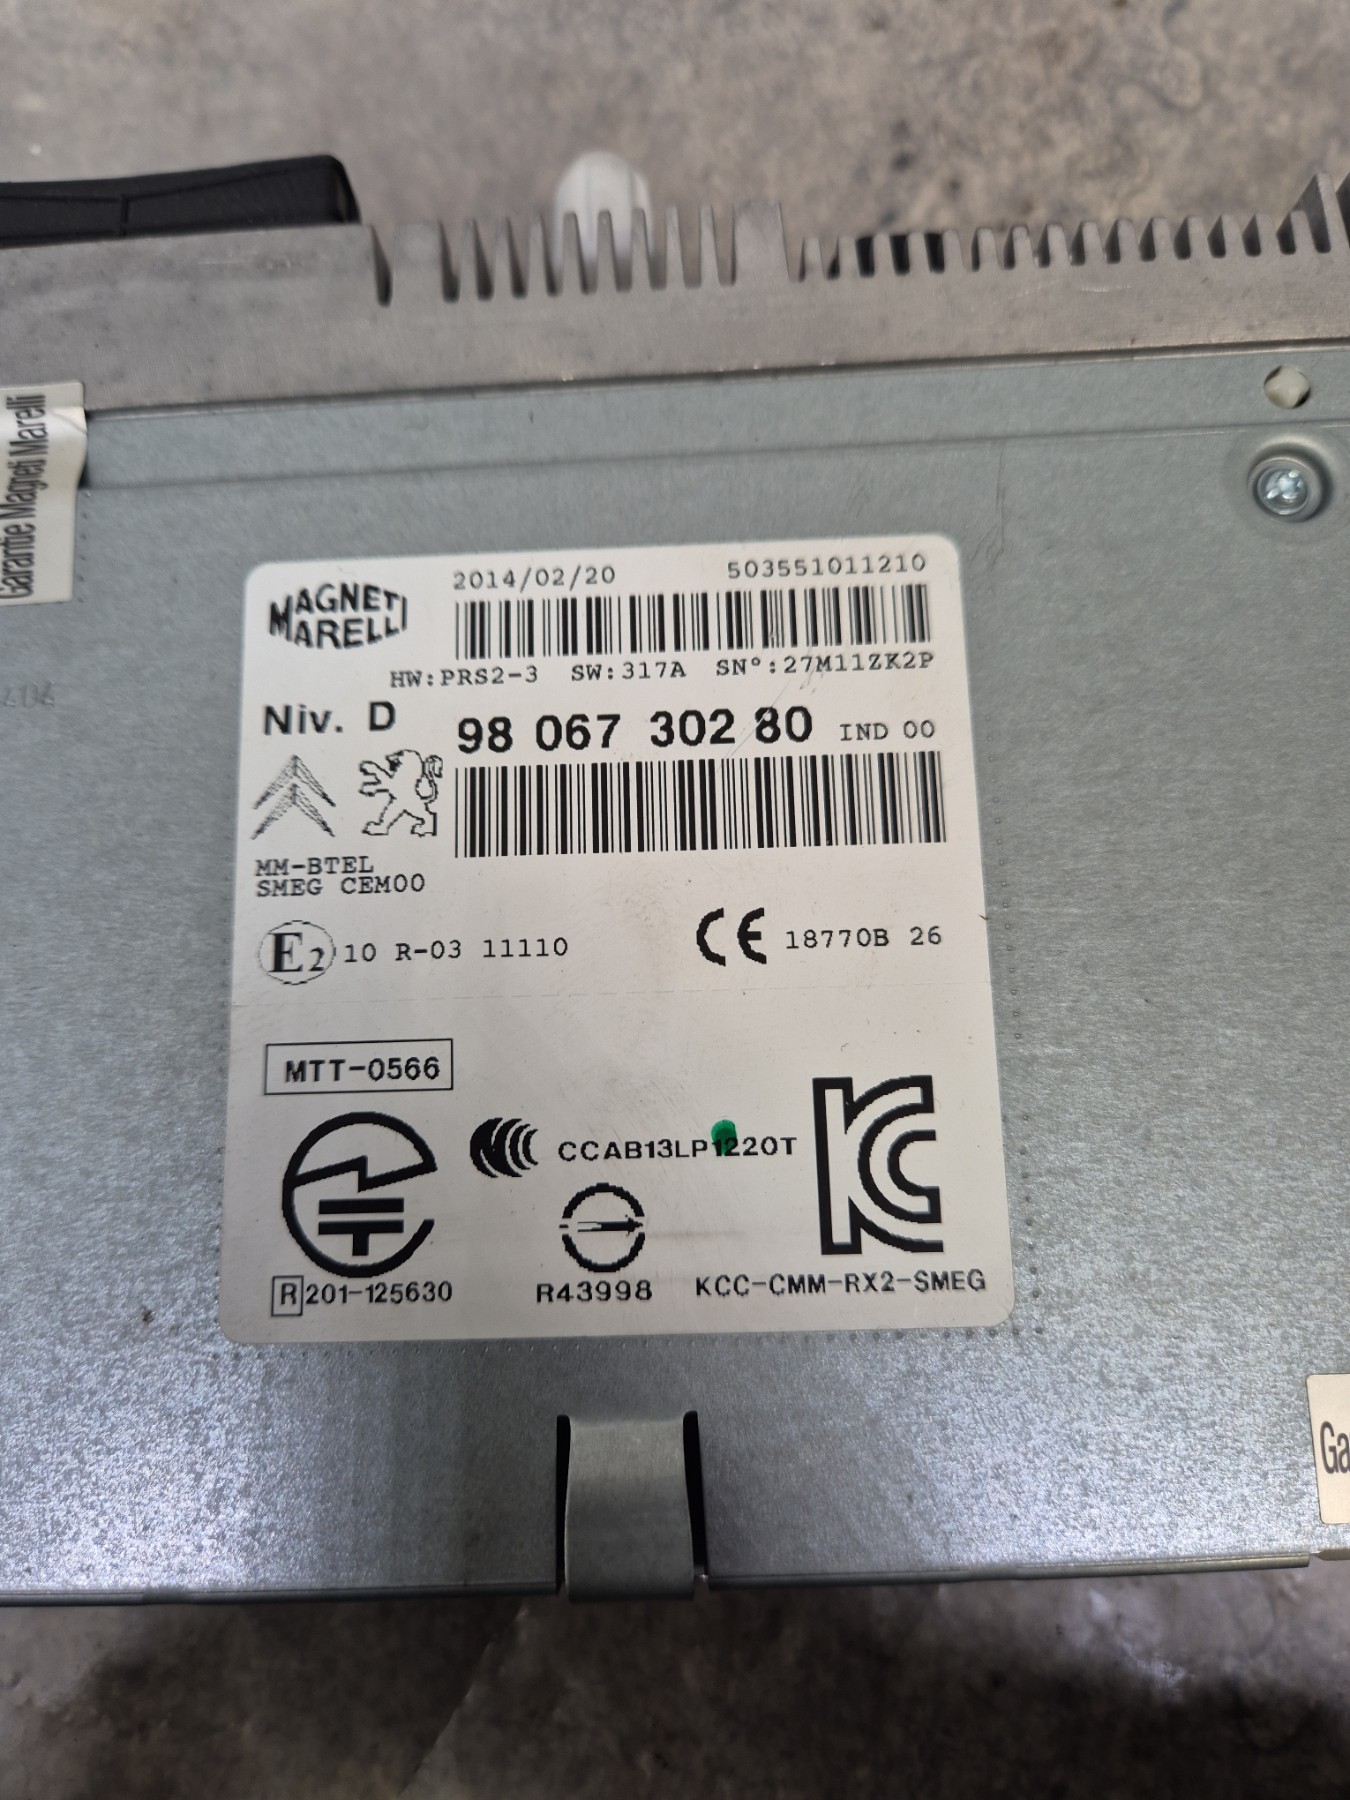 Garantie Magneti Marelli
MAGNETI MARELLI
2014/02/20 503551011210
HW:PRS2-3 SW:317A SN°:27M11ZK2P
Niv. D 98 067 302 80 IND 00
MM-BTEL
SMEG CEM00
E2 10 R-03 11110 CE 18770B 26
MTT-0566
CCAB13LP1220T
R 201-125630 R43998 KCC-CMM-RX2-SMEG
Ga